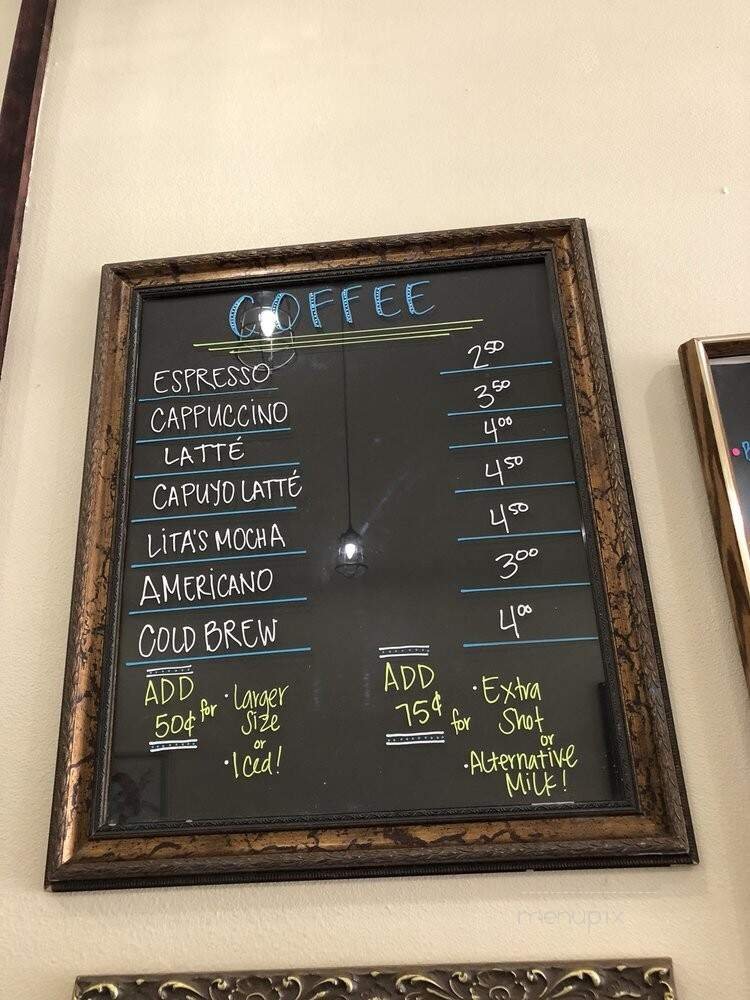 COFFEE
ESPRESSO 2.50
CAPPUCCINO 3.50
LATTÉ 4.00
CAPUYO LATTÉ 4.50
LITA'S MOCHA 4.50
AMERICANO 3.00
COLD BREW 4.00
ADD
50¢ for
· Larger
Size
or
· Iced!
ADD
75¢ for
· Extra
Shot
or
· Alternative
Milk!
menupix